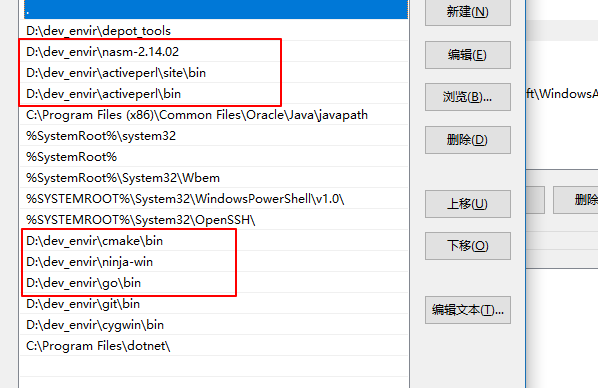 .
D:\dev_envir\depot_tools
D:\dev_envir\nasm-2.14.02
D:\dev_envir\activeperl\site\bin
D:\dev_envir\activeperl\bin
C:\Program Files (x86)\Common Files\Oracle\Java\javapath
%SystemRoot%\system32
%SystemRoot%
%SystemRoot%\System32\Wbem
%SYSTEMROOT%\System32\WindowsPowerShell\v1.0\
%SYSTEMROOT%\System32\OpenSSH\
D:\dev_envir\cmake\bin
D:\dev_envir\ninja-win
D:\dev_envir\go\bin
D:\dev_envir\git\bin
D:\dev_envir\cygwin\bin
C:\Program Files\dotnet\
新建(N)
编辑(E)
浏览(B)...
删除(D)
上移(U)
下移(O)
编辑文本(T)...
ft\WindowsA
删除